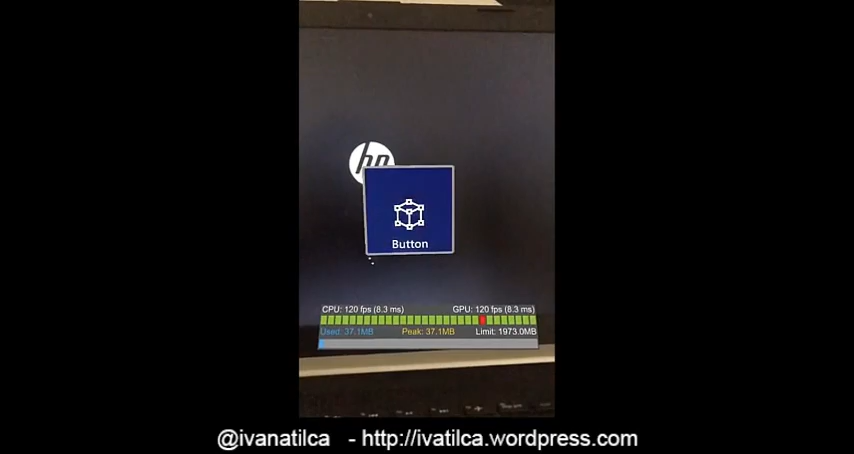 hp
Button
CPU: 120 fps (8.3 ms) GPU: 120 fps (8.3 ms)
Used: 37.1MB Peak: 37.1MB Limit: 1973.0MB
@ivanatilca - http://ivatilca.wordpress.com